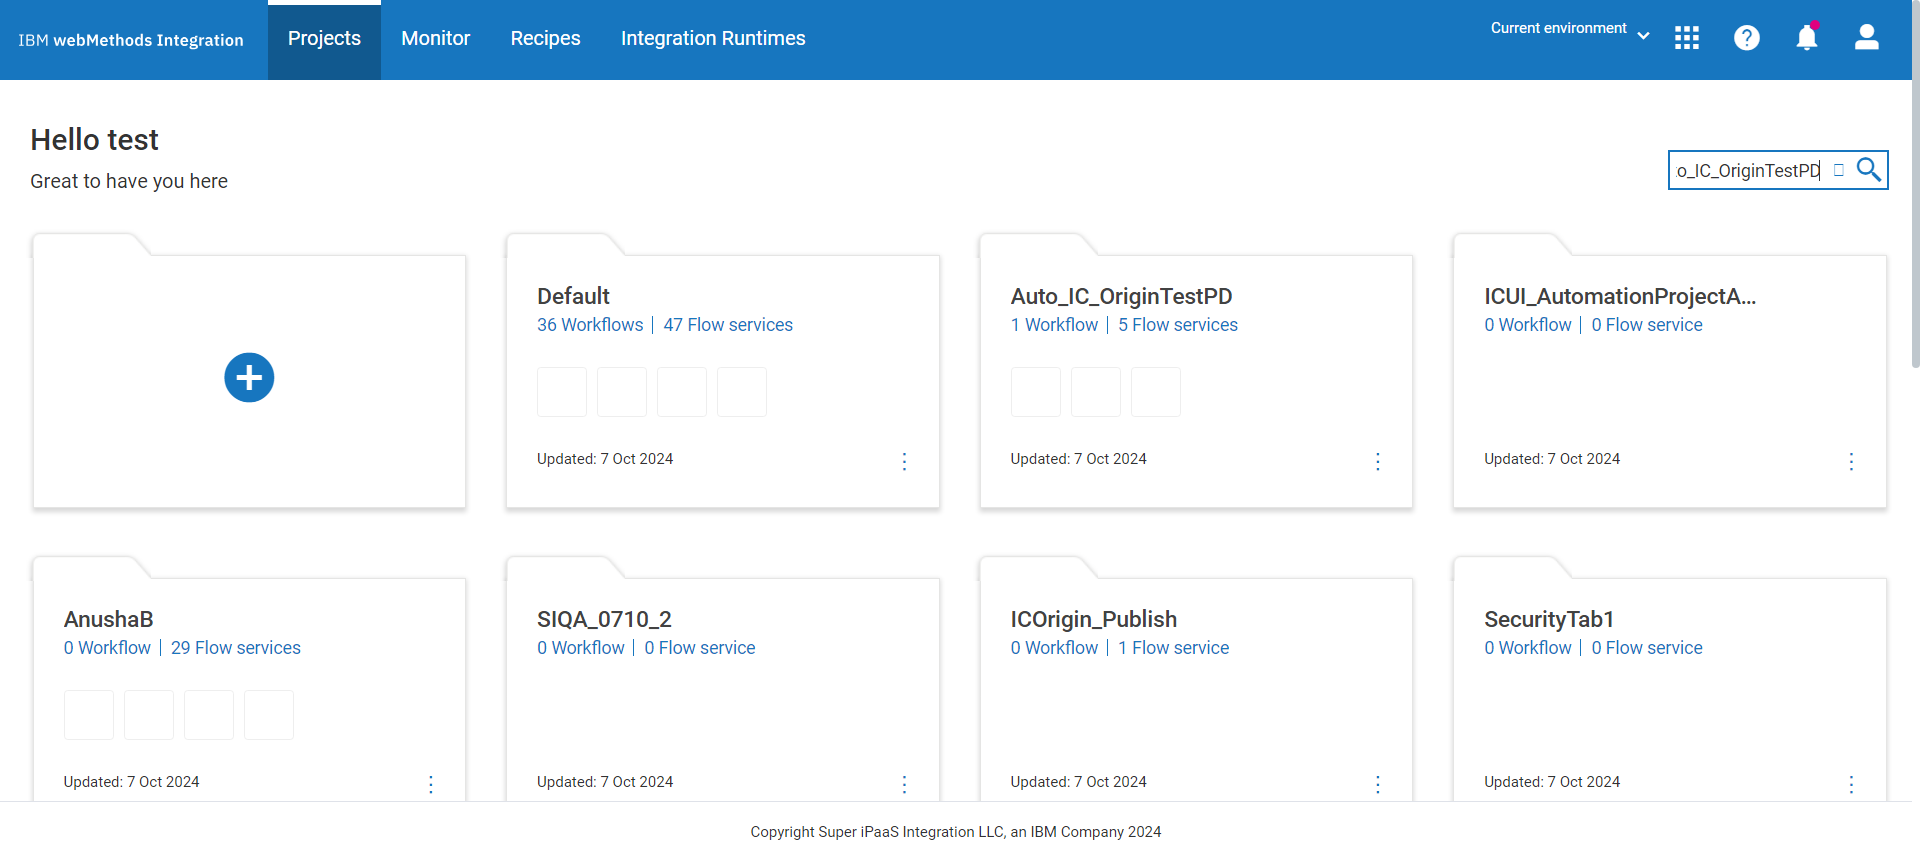 IBM webMethods Integration
Projects
Monitor
Recipes
Integration Runtimes
Current environment
Hello test
Great to have you here
o_IC_OriginTestPD
Default
36 Workflows | 47 Flow services
Updated: 7 Oct 2024
Auto_IC_OriginTestPD
1 Workflow | 5 Flow services
Updated: 7 Oct 2024
ICUI_AutomationProjectA...
0 Workflow | 0 Flow service
Updated: 7 Oct 2024
AnushaB
0 Workflow | 29 Flow services
Updated: 7 Oct 2024
SIQA_0710_2
0 Workflow | 0 Flow service
Updated: 7 Oct 2024
ICOrigin_Publish
0 Workflow | 1 Flow service
Updated: 7 Oct 2024
SecurityTab1
0 Workflow | 0 Flow service
Updated: 7 Oct 2024
Copyright Super iPaaS Integration LLC, an IBM Company 2024